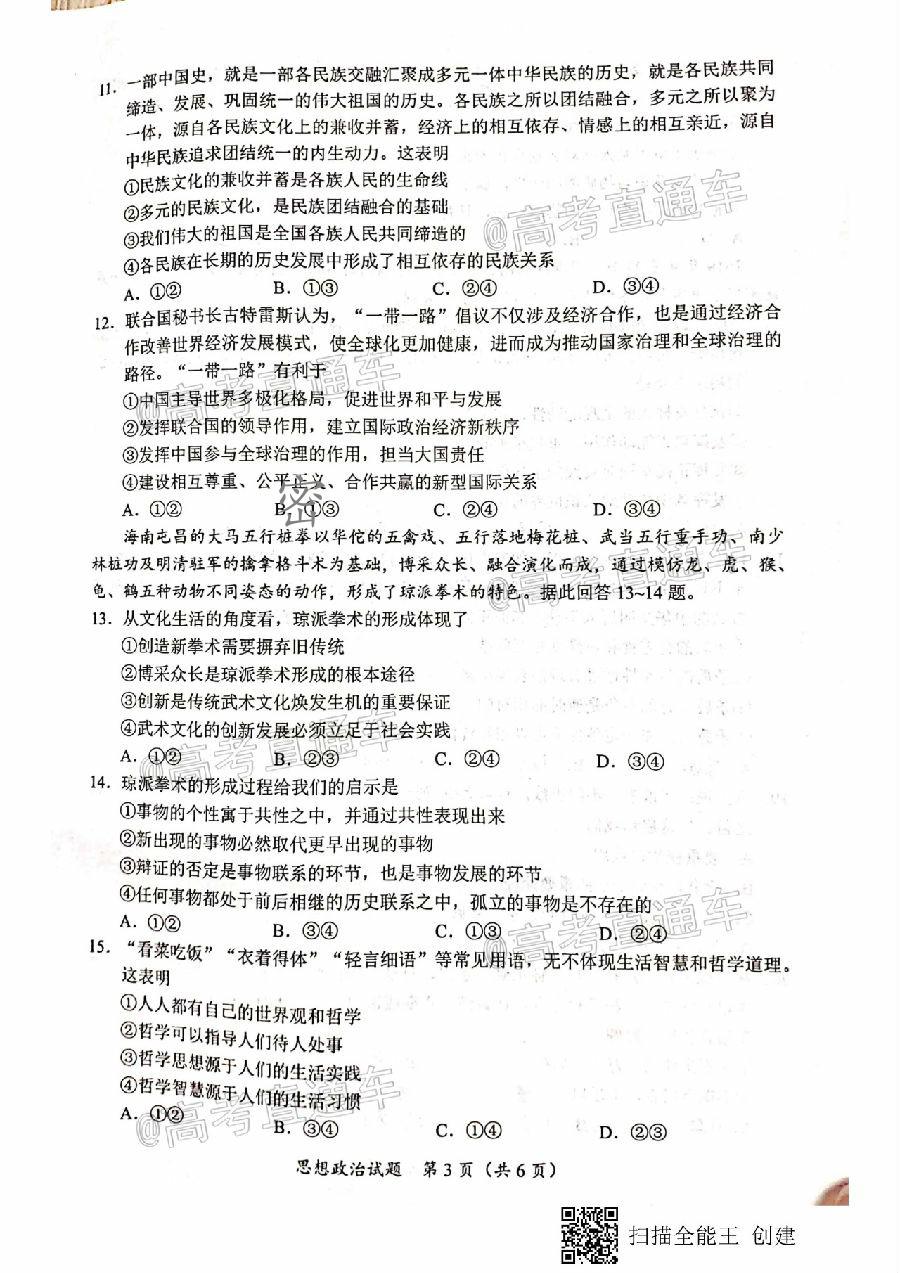 11. 一部中国史，就是一部各民族交融汇聚成多元一体中华民族的历史，就是各民族共同
缔造、发展、巩固统一的伟大祖国的历史。各民族之所以团结融合，多元之所以聚为
一体，源自各民族文化上的兼收并蓄，经济上的相互依存、情感上的相互亲近，源自
中华民族追求团结统一的内生动力。这表明
①民族文化的兼收并蓄是各族人民的生命线
②多元的民族文化，是民族团结融合的基础
③我们伟大的祖国是全国各族人民共同缔造的
④各民族在长期的历史发展中形成了相互依存的民族关系
A. ①② B. ①③ C. ②④ D. ③④
@高考直通车
12. 联合国秘书长古特雷斯认为，“一带一路”倡议不仅涉及经济合作，也是通过经济合
作改善世界经济发展模式，使全球化更加健康，进而成为推动国家治理和全球治理的
路径。“一带一路”有利于
①中国主导世界多极化格局，促进世界和平与发展
②发挥联合国的领导作用，建立国际政治经济新秩序
③发挥中国参与全球治理的作用，担当大国责任
④建设相互尊重、公平正义、合作共赢的新型国际关系
A. ①② B. ①③ C. ②④ D. ③④
@高考直通车
密
海南屯昌的大马五行桩拳以华佗的五禽戏、五行落地梅花桩、武当五行重手功、南少
林桩功及明清驻军的擒拿格斗术为基础，博采众长、融合演化而成，通过模仿龙、虎、猴、
龟、鹤五种动物不同姿态的动作，形成了琼派拳术的特色。据此回答 13~14 题。
13. 从文化生活的角度看，琼派拳术的形成体现了
①创造新拳术需要摒弃旧传统
②博采众长是琼派拳术形成的根本途径
③创新是传统武术文化焕发生机的重要保证
④武术文化的创新发展必须立足于社会实践
A. ①② B. ②③ C. ②④ D. ③④
@高考直通车
14. 琼派拳术的形成过程给我们的启示是
①事物的个性寓于共性之中，并通过共性表现出来
②新出现的事物必然取代更早出现的事物
③辩证的否定是事物联系的环节，也是事物发展的环节
④任何事物都处于前后相继的历史联系之中，孤立的事物是不存在的
A. ①② B. ③④ C. ①③ D. ②④
@高考直通车
15. “看菜吃饭”“衣着得体”“轻言细语”等常见用语，无不体现生活智慧和哲学道理。
这表明
①人人都有自己的世界观和哲学
②哲学可以指导人们待人处事
③哲学思想源于人们的生活实践
④哲学智慧源于人们的生活习惯
A. ①② B. ③④ C. ①④ D. ②③
@高考直通车
思想政治试题 第 3 页（共 6 页）
扫描全能王 创建